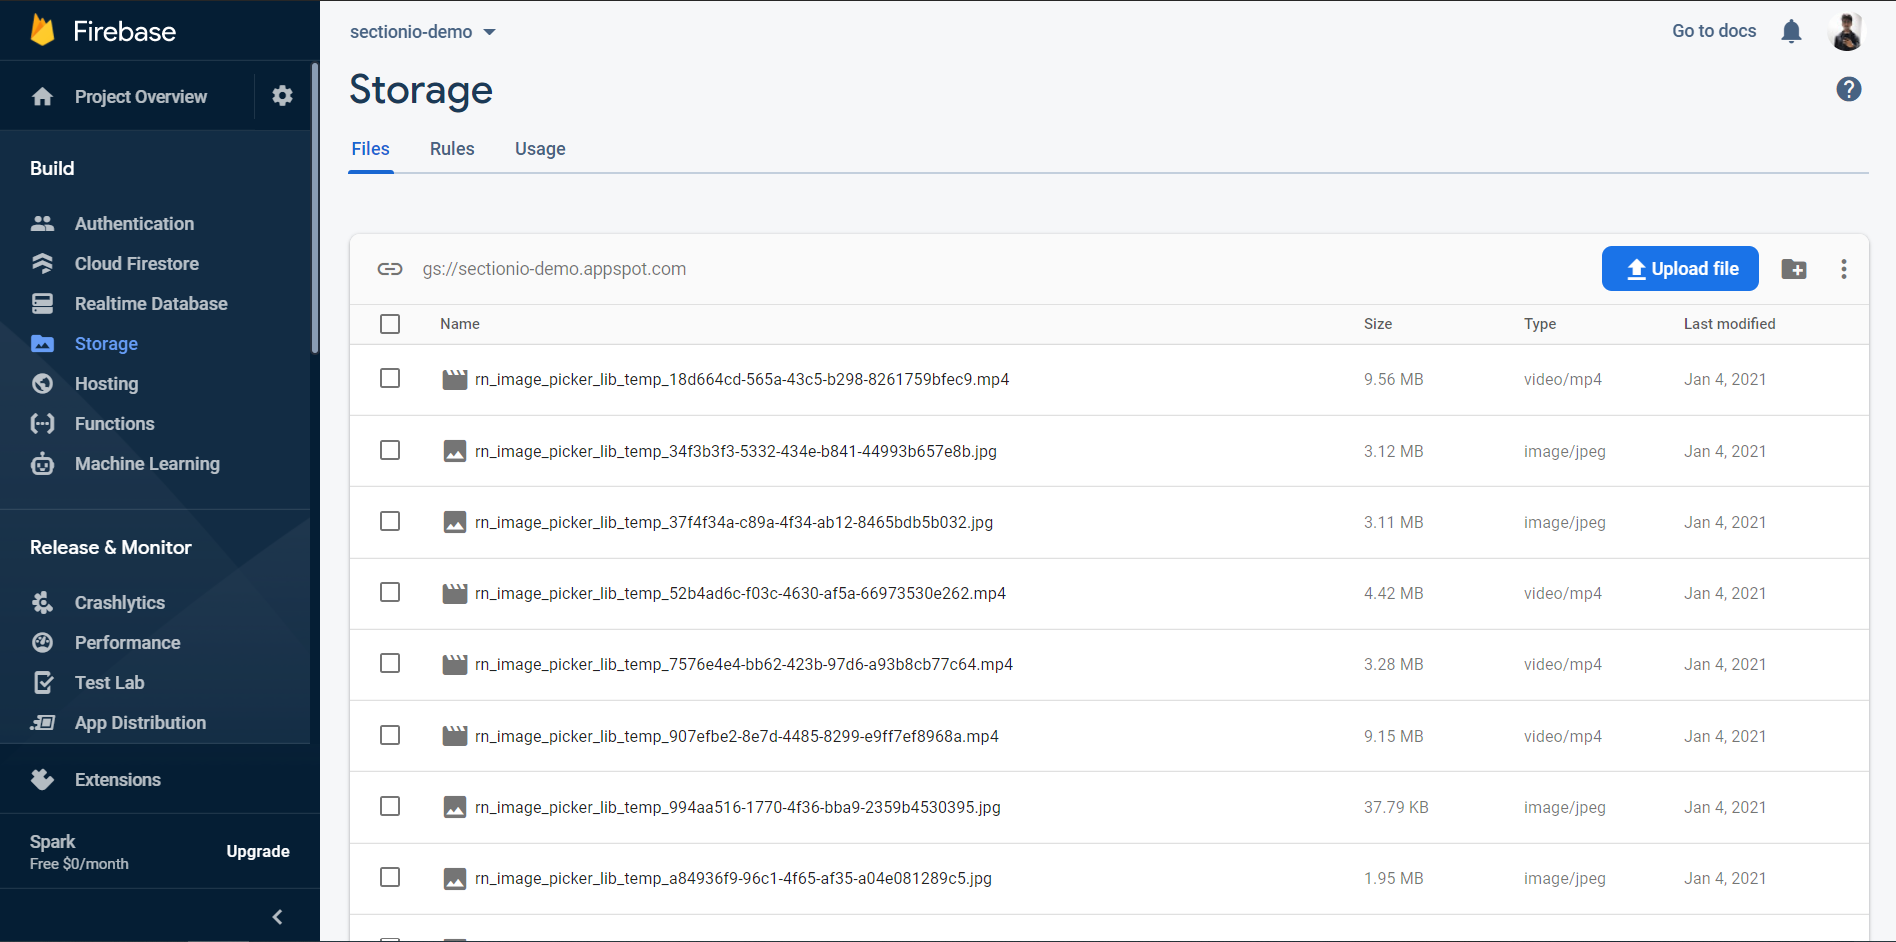 Firebase
Project Overview
Build
Authentication
Cloud Firestore
Realtime Database
Storage
Hosting
Functions
Machine Learning
Release & Monitor
Crashlytics
Performance
Test Lab
App Distribution
Extensions
Spark
Free $0/month
Upgrade
sectionio-demo
Go to docs
Storage
Files Rules Usage
gs://sectionio-demo.appspot.com
Upload file
Name Size Type Last modified
rn_image_picker_lib_temp_18d664cd-565a-43c5-b298-8261759bfec9.mp4 9.56 MB video/mp4 Jan 4, 2021
rn_image_picker_lib_temp_34f3b3f3-5332-434e-b841-44993b657e8b.jpg 3.12 MB image/jpeg Jan 4, 2021
rn_image_picker_lib_temp_37f4f34a-c89a-4f34-ab12-8465bdb5b032.jpg 3.11 MB image/jpeg Jan 4, 2021
rn_image_picker_lib_temp_52b4ad6c-f03c-4630-af5a-66973530e262.mp4 4.42 MB video/mp4 Jan 4, 2021
rn_image_picker_lib_temp_7576e4e4-bb62-423b-97d6-a93b8cb77c64.mp4 3.28 MB video/mp4 Jan 4, 2021
rn_image_picker_lib_temp_907efbe2-8e7d-4485-8299-e9ff7ef8968a.mp4 9.15 MB video/mp4 Jan 4, 2021
rn_image_picker_lib_temp_994aa516-1770-4f36-bba9-2359b4530395.jpg 37.79 KB image/jpeg Jan 4, 2021
rn_image_picker_lib_temp_a84936f9-96c1-4f65-af35-a04e081289c5.jpg 1.95 MB image/jpeg Jan 4, 2021